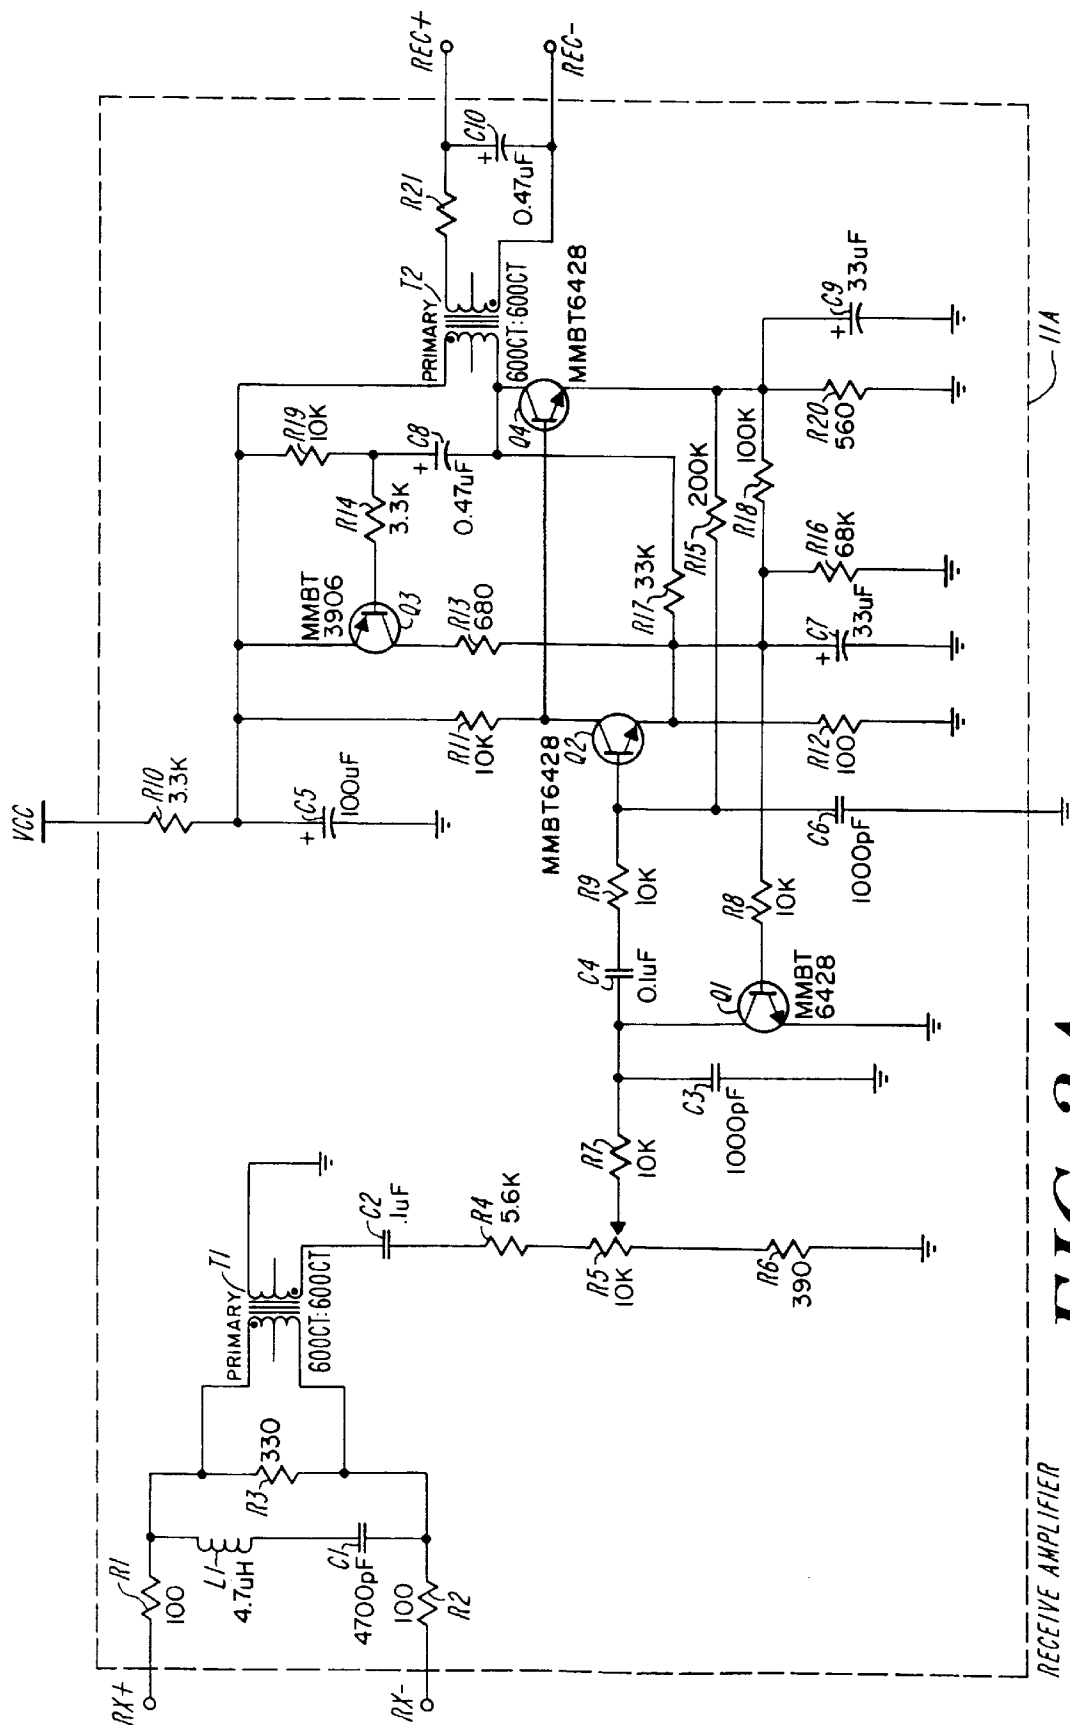 RECEIVE AMPLIFIER
11A
RX+
RX-
R1
100
L1
4.7uH
C1
4700pF
100
R2
R3
330
PRIMARY
T1
600CT:600CT
C2
.1uF
R4
5.6K
R5
10K
R6
390
R7
10K
C3
1000pF
Q1
MMBT
6428
C4
0.1uF
R9
10K
R8
10K
C6
1000pF
VCC
R10
3.3K
+
C5
100uF
R11
10K
MMBT6428
Q2
R12
100
MMBT
3906
Q3
R13
680
R14
3.3K
R19
10K
+
C8
0.47uF
R17
33K
R15
200K
+
C7
33uF
R16
68K
R18
100K
Q4
MMBT6428
R20
560
+
C9
33uF
PRIMARY
T2
600CT:600CT
R21
+
C10
0.47uF
REC+
REC-